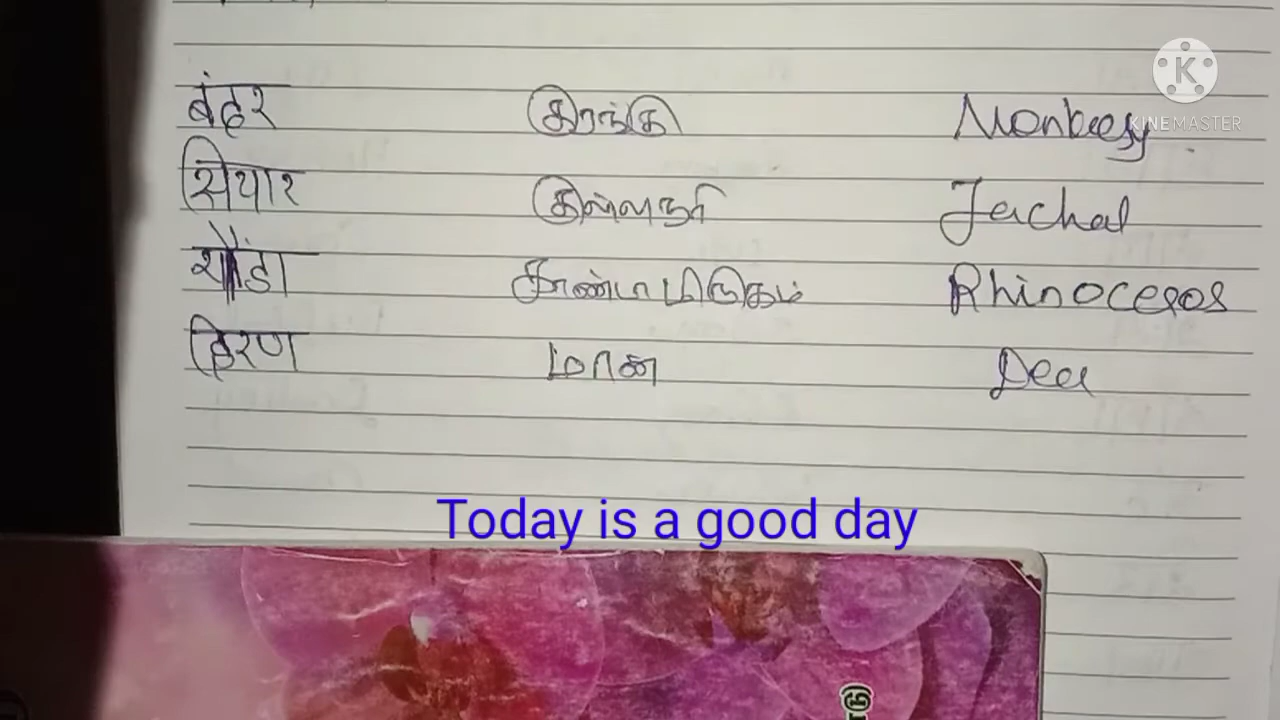 बंदर குரங்கு Monkey
KINEMASTER
सियार குள்ளநரி Jachal
गैंडा காண்டாமிருகம் Rhinoceros
हिरण மான் Deer
Today is a good day